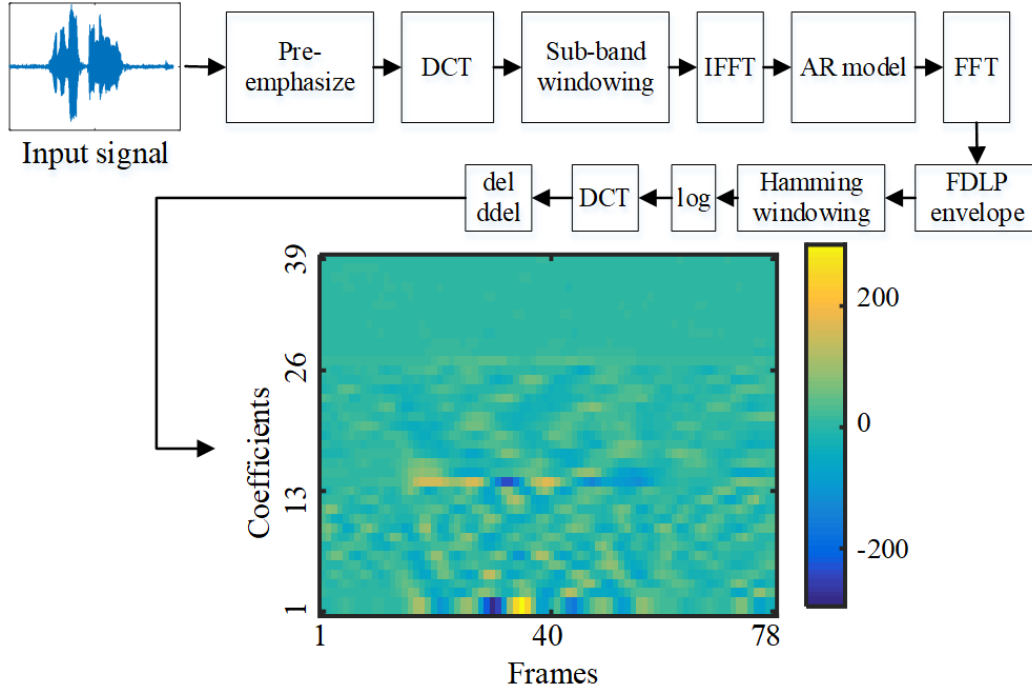 Pre-
emphasize
DCT
Sub-band
windowing
IFFT
AR model
FFT
Input signal
FDLP
envelope
Hamming
windowing
log
DCT
del
ddel
39
26
13
1
Coefficients
1
40
78
Frames
200
0
-200